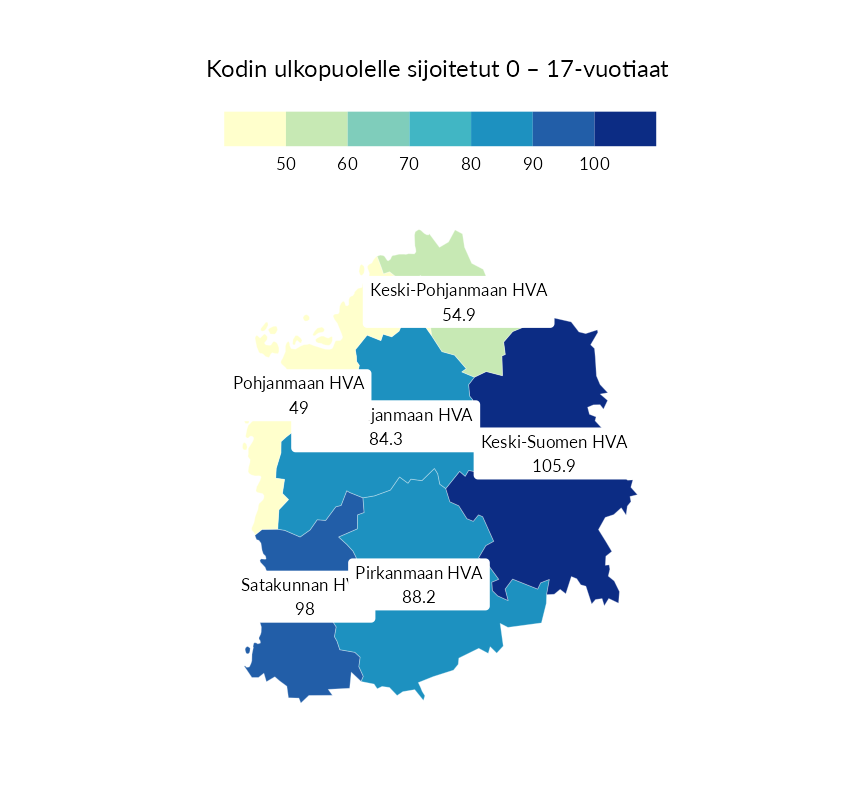 Kodin ulkopuolelle sijoitetut 0 – 17-vuotiaat
50 60 70 80 90 100
Keski-Pohjanmaan HVA
54.9
Pohjanmaan HVA
49
janmaan HVA
84.3
Keski-Suomen HVA
105.9
Pirkanmaan HVA
88.2
Satakunnan HV
98